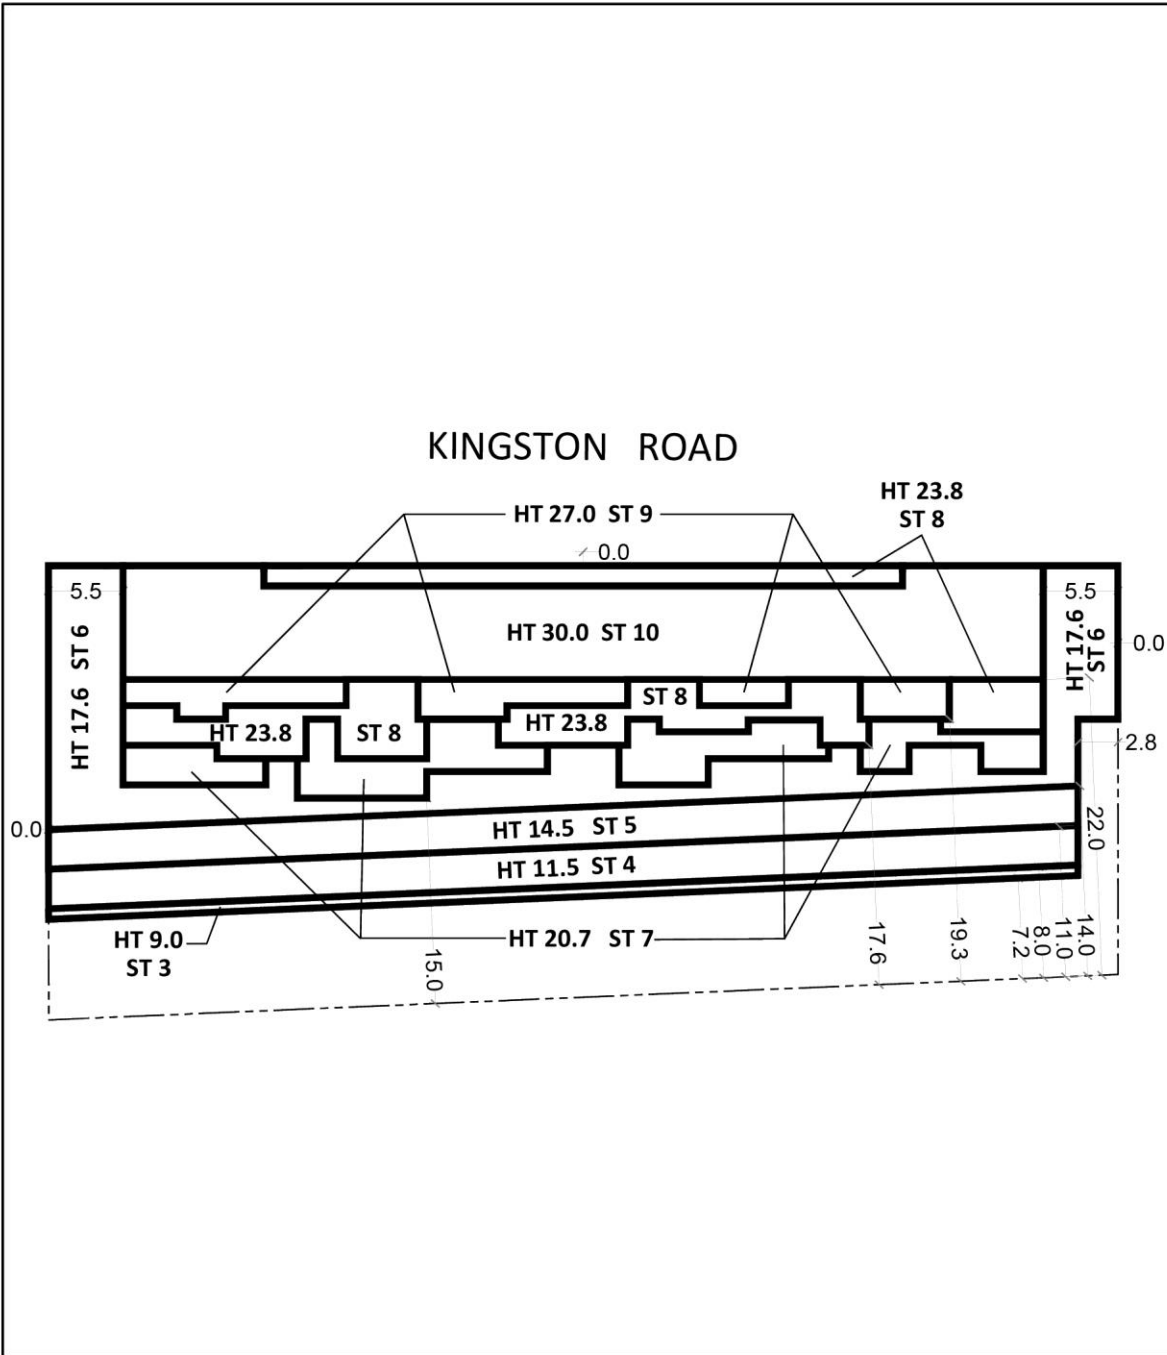 KINGSTON ROAD
HT 23.8
ST 8
HT 27.0 ST 9
0.0
5.5
5.5
HT 17.6 ST 6
HT 30.0 ST 10
HT 17.6
ST 6
0.0
ST 8
HT 23.8
HT 23.8
ST 8
2.8
0.0
HT 14.5 ST 5
22.0
HT 11.5 ST 4
HT 9.0
ST 3
HT 20.7 ST 7
15.0
17.6
19.3
7.2
8.0
11.0
14.0